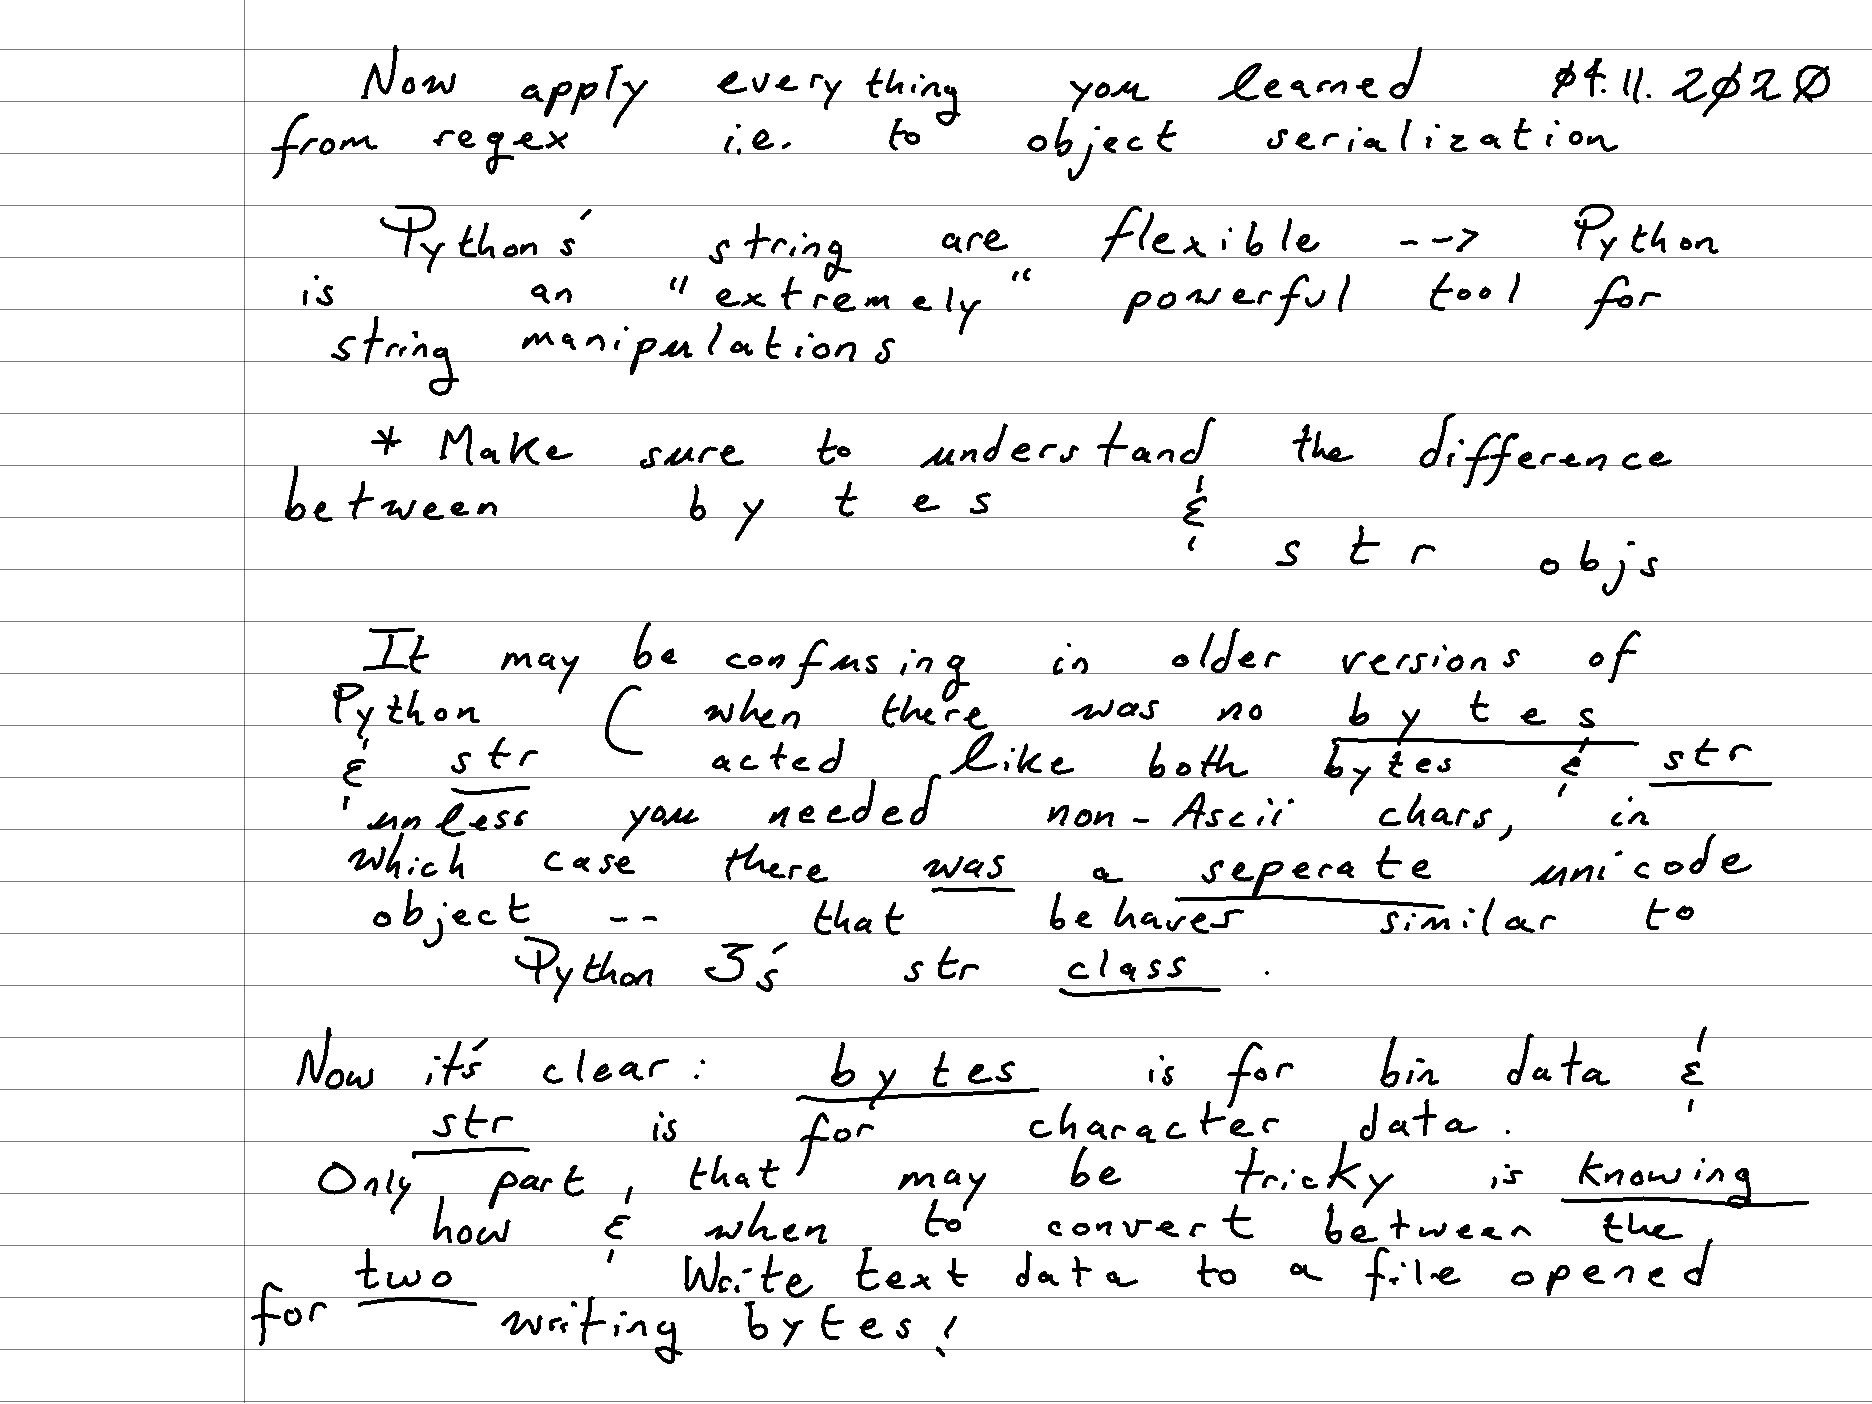 Now apply everything you learned 04.11.2020
from regex i.e. to object serialization
Python's string are flexible --> Python
is an "extremely" powerful tool for
string manipulations
* Make sure to understand the difference
between bytes &
str objs
It may be confusing in older versions of
Python ( when there was no bytes
& str acted like both bytes & str
unless you needed non-Ascii chars, in
which case there was a seperate unicode
object -- that behaves similar to
Python 3's str class .
Now it's clear: bytes is for bin data &
str is for character data.
Only part, that may be tricky is knowing
how & when to convert between the
two Write text data to a file opened
for writing bytes!